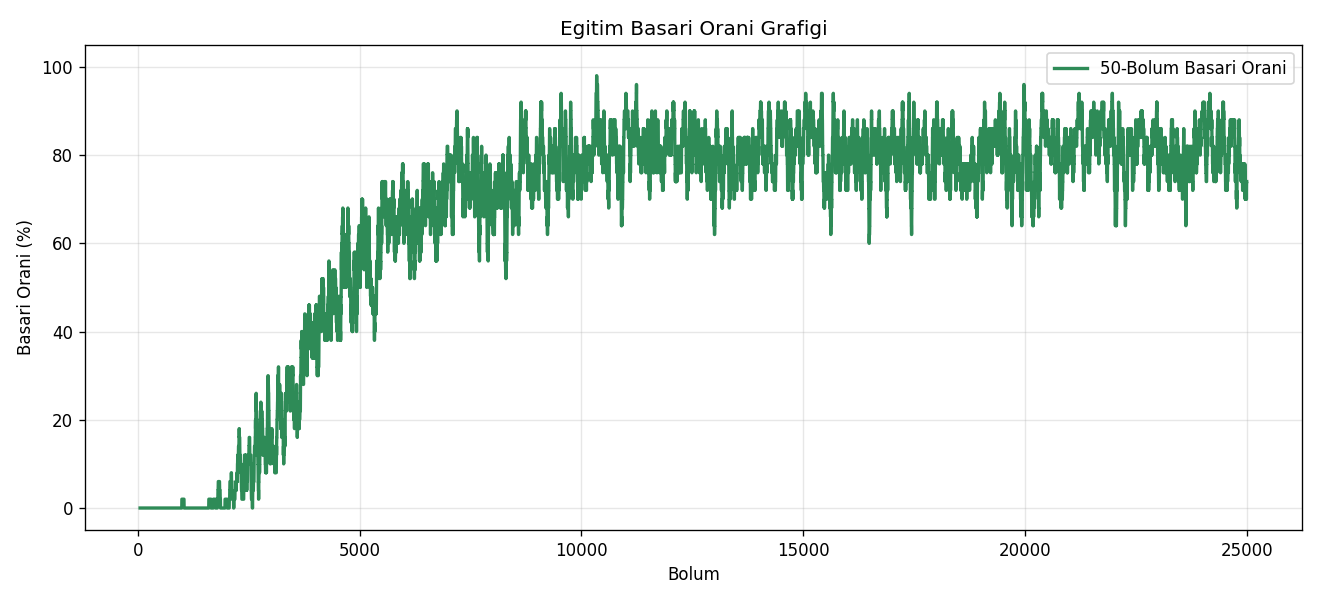 Egitim Basari Orani Grafigi
50-Bolum Basari Orani
Basari Orani (%)
100
80
60
40
20
0
0 5000 10000 15000 20000 25000
Bolum